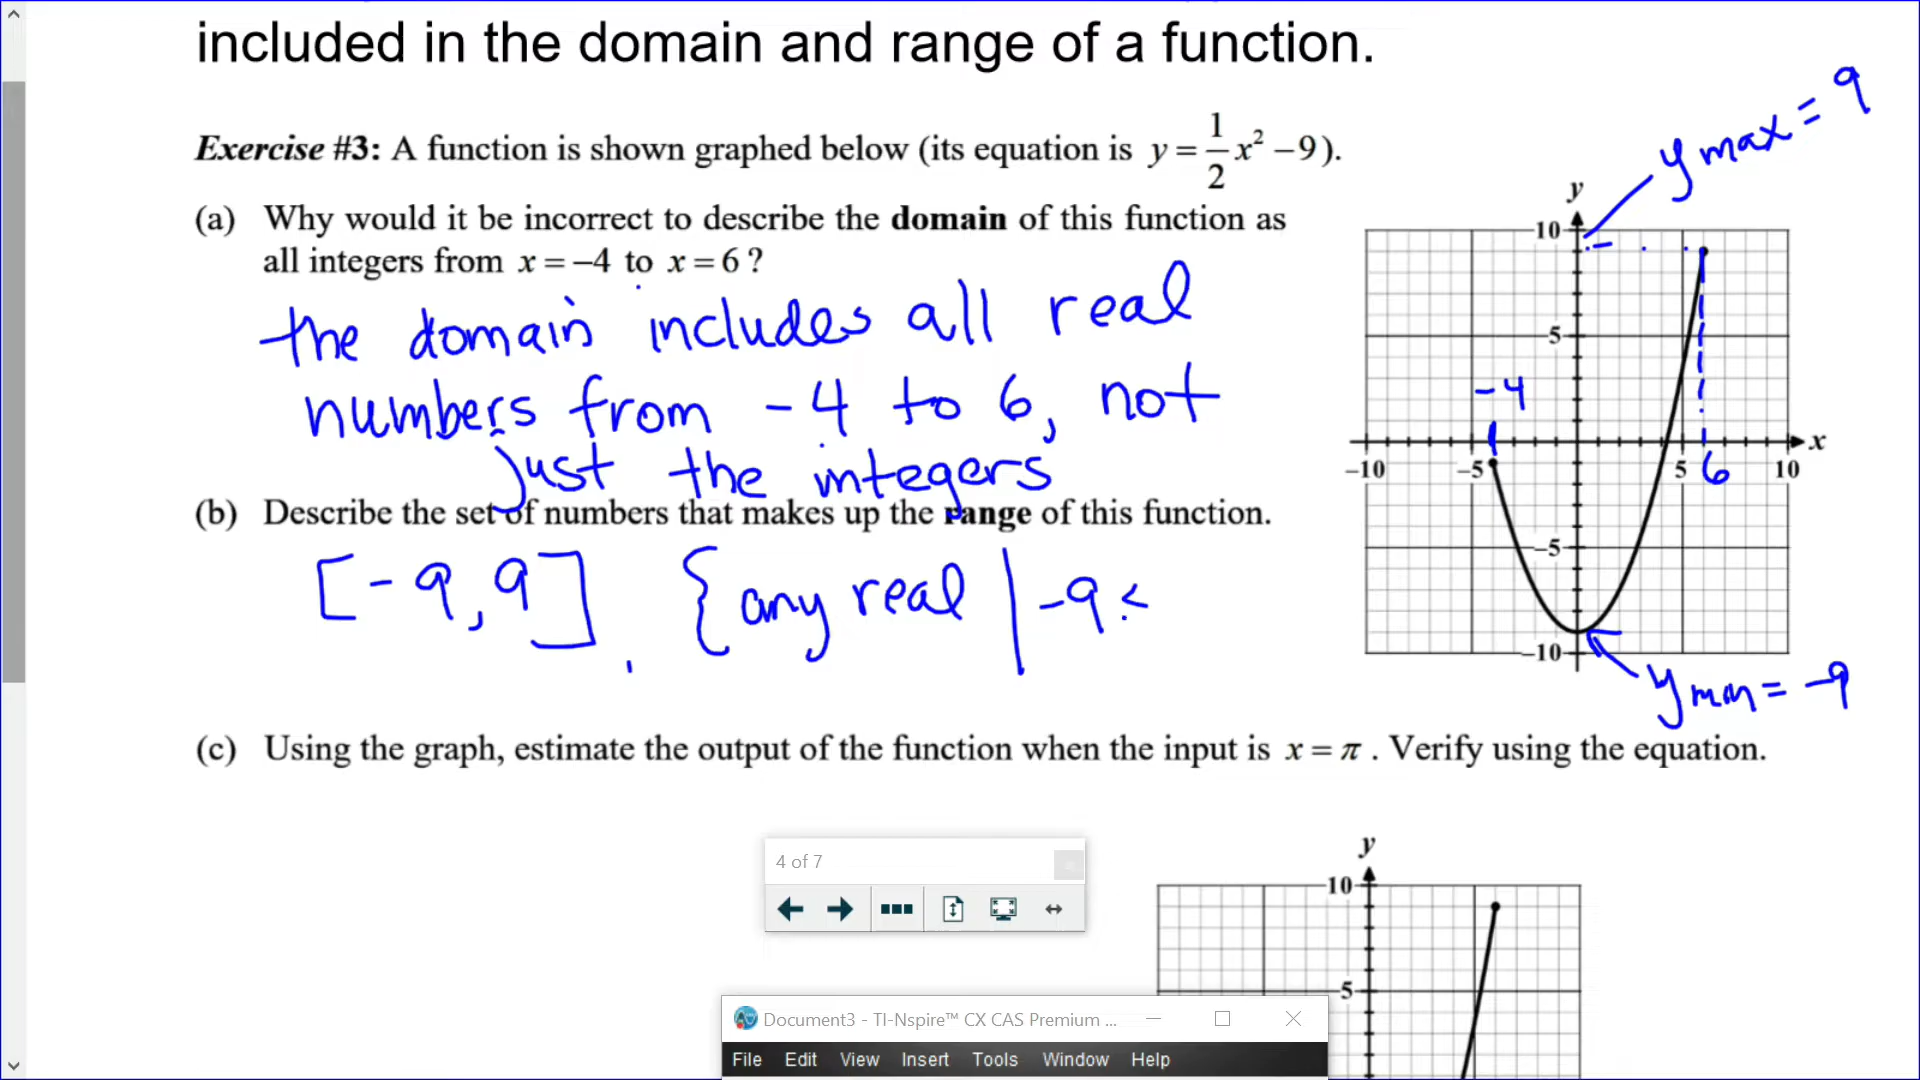 included in the domain and range of a function.
Exercise #3: A function is shown graphed below (its equation is y = 1/2 x² − 9).
(a) Why would it be incorrect to describe the domain of this function as
all integers from x = −4 to x = 6 ?
the domain includes all real
numbers from -4 to 6, not
just the integers
(b) Describe the set of numbers that makes up the range of this function.
[-9, 9], {any real | -9 ≤
y max = 9
y
10
5
-4
x
−10
−5
5
6
10
−5
−10
y min = -9
(c) Using the graph, estimate the output of the function when the input is x = π . Verify using the equation.
4 of 7
y
10
5
Document3 - TI-Nspire™ CX CAS Premium ...
File Edit View Insert Tools Window Help